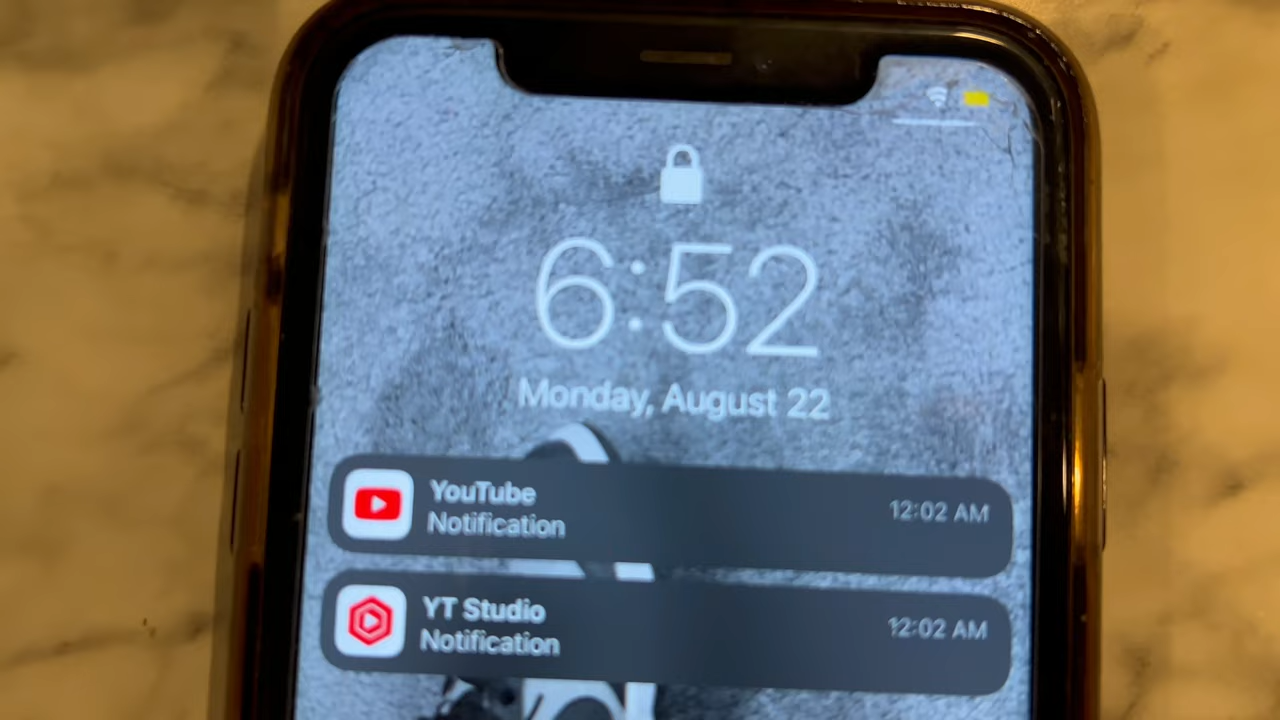 6:52
Monday, August 22
YouTube
Notification
12:02 AM
YT Studio
Notification
12:02 AM